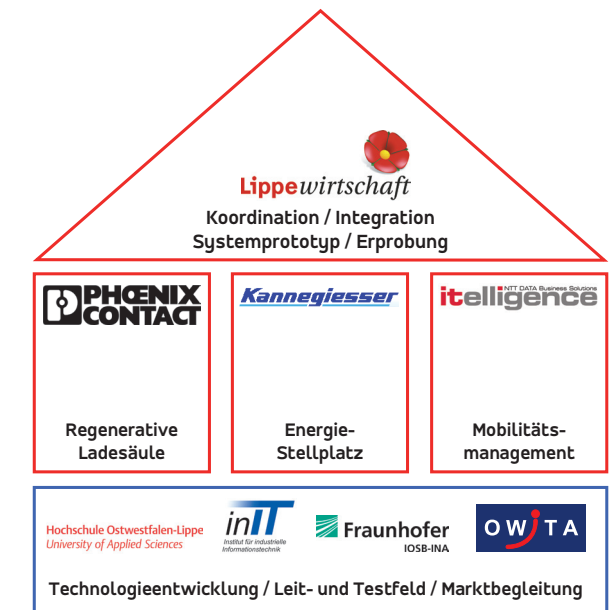 Lippewirtschaft
Koordination / Integration
Systemprototyp / Erprobung
PHŒNIX
CONTACT
Regenerative
Ladesäule
Kannegiesser
Energie-
Stellplatz
NTT DATA Business Solutions
itelligence
Mobilitäts-
management
Hochschule Ostwestfalen-Lippe
University of Applied Sciences
inIT
Institut für industrielle
Informationstechnik
Fraunhofer
IOSB-INA
OWITA
Technologieentwicklung / Leit- und Testfeld / Marktbegleitung